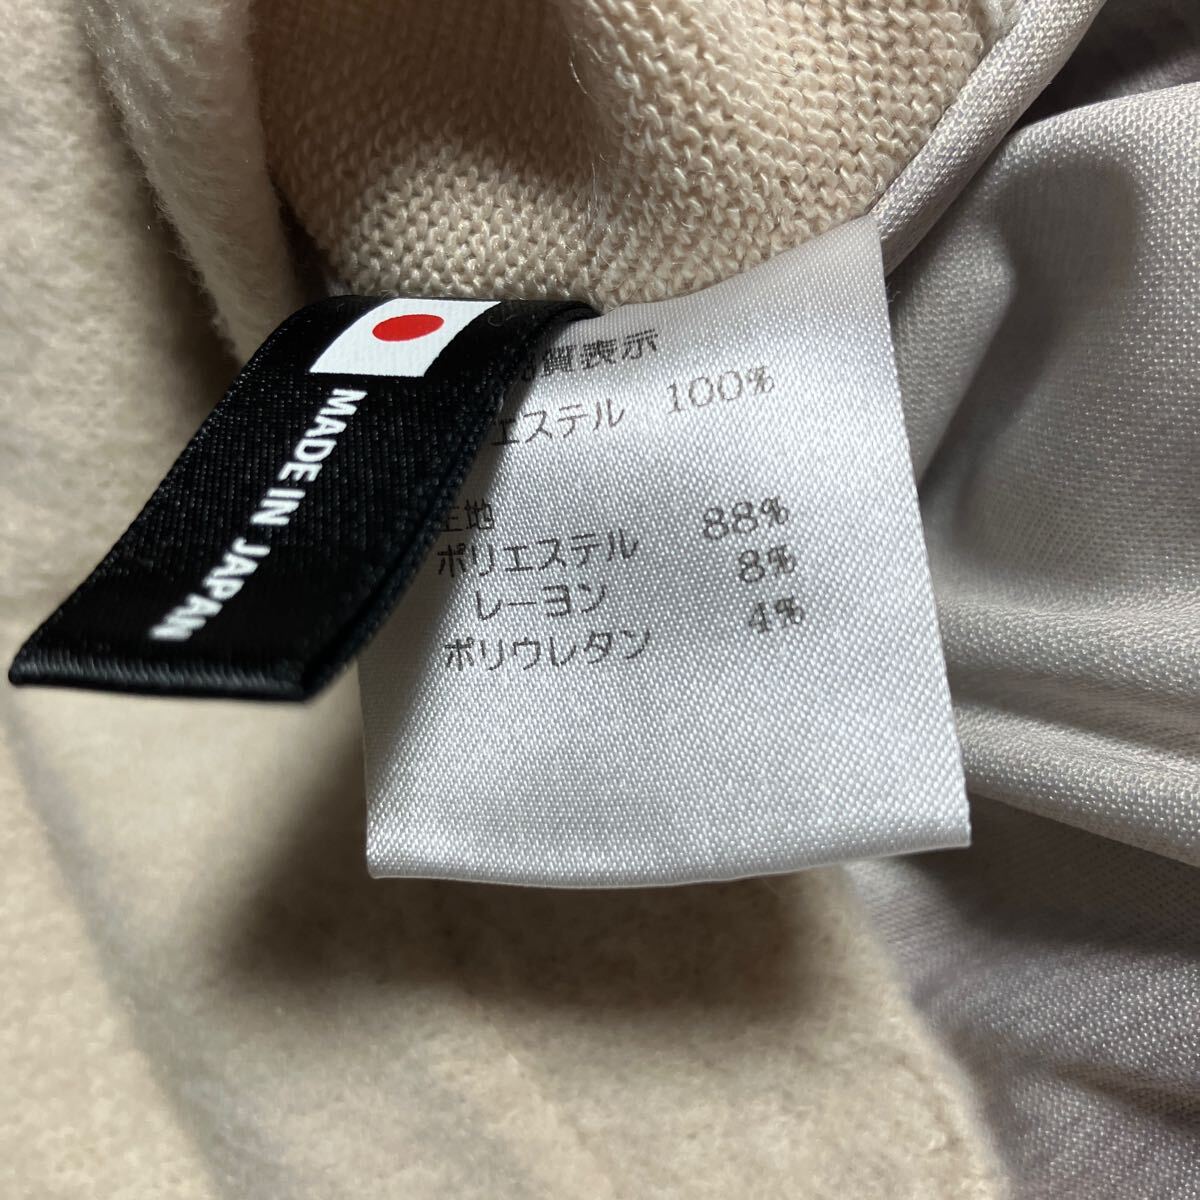 MADE IN JAPAN
質表示
エステル 100%
生地
ポリエステル 88%
レーヨン 8%
ポリウレタン 4%